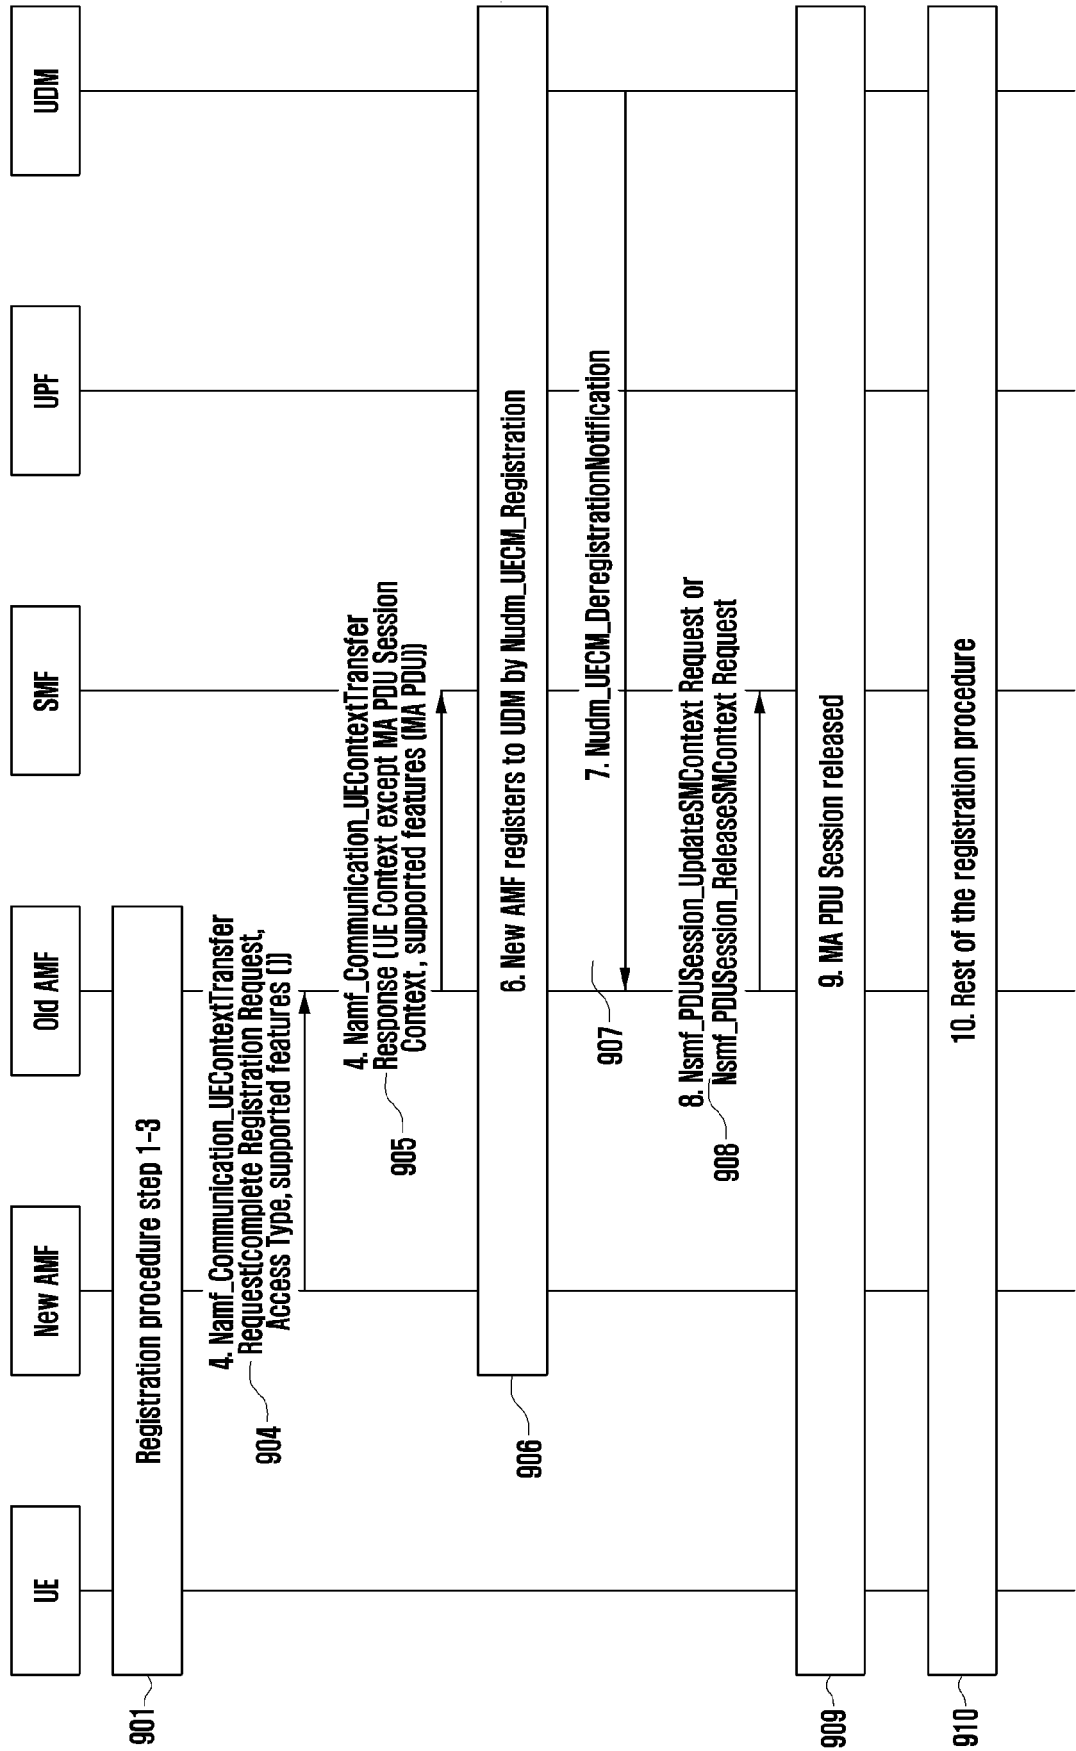 UE
New AMF
Old AMF
SMF
UPF
UDM
901
Registration procedure step 1-3
4. Namf_Communication_UEContextTransfer
Request(complete Registration Request,
Access Type, supported features ())
904
4. Namf_Communication_UEContextTransfer
Response (UE Context except MA PDU Session
Context , supported features (MA PDU))
905
6. New AMF registers to UDM by Nudm_UECM_Registration
906
7. Nudm_UECM_DeregistrationNotification
907
8. Nsmf_PDUSession_UpdateSMContext Request or
Nsmf_PDUSession_ReleaseSMContext Request
908
9. MA PDU Session released
909
10. Rest of the registration procedure
910